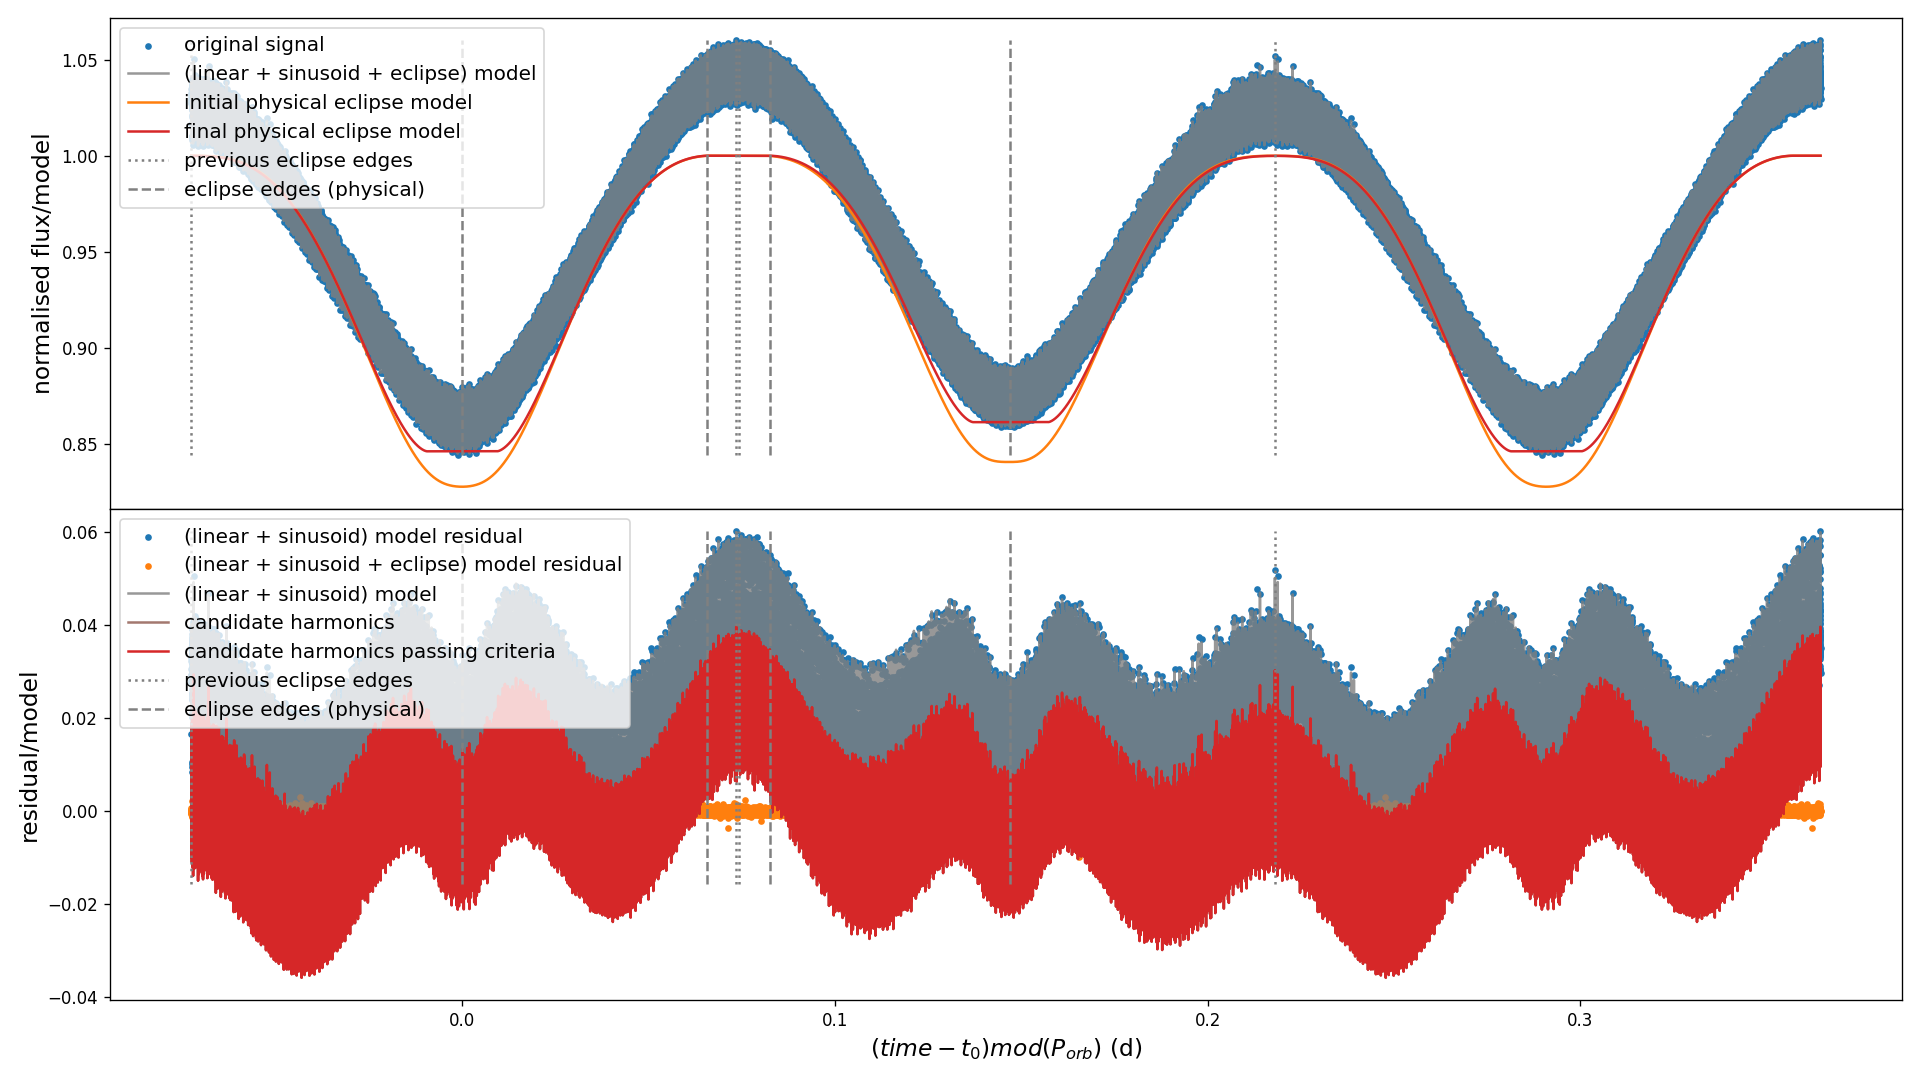 normalised flux/model
1.05
1.00
0.95
0.90
0.85
original signal
(linear + sinusoid + eclipse) model
initial physical eclipse model
final physical eclipse model
previous eclipse edges
eclipse edges (physical)
residual/model
0.06
0.04
0.02
0.00
−0.02
−0.04
(linear + sinusoid) model residual
(linear + sinusoid + eclipse) model residual
(linear + sinusoid) model
candidate harmonics
candidate harmonics passing criteria
previous eclipse edges
eclipse edges (physical)
0.0 0.1 0.2 0.3
(time − t₀)mod(P_orb) (d)